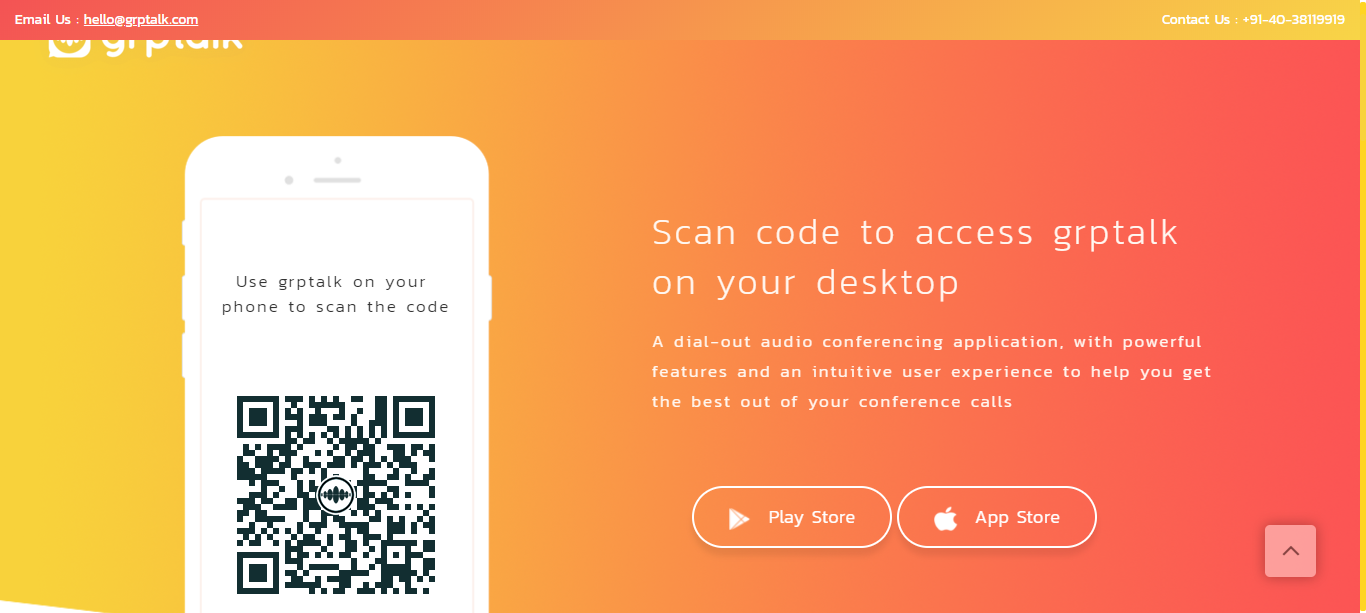 Email Us : hello@grptalk.com
Contact Us : +91-40-38119919
grptalk
Scan code to access grptalk
on your desktop
Use grptalk on your
phone to scan the code
A dial-out audio conferencing application, with powerful
features and an intuitive user experience to help you get
the best out of your conference calls
Play Store
App Store